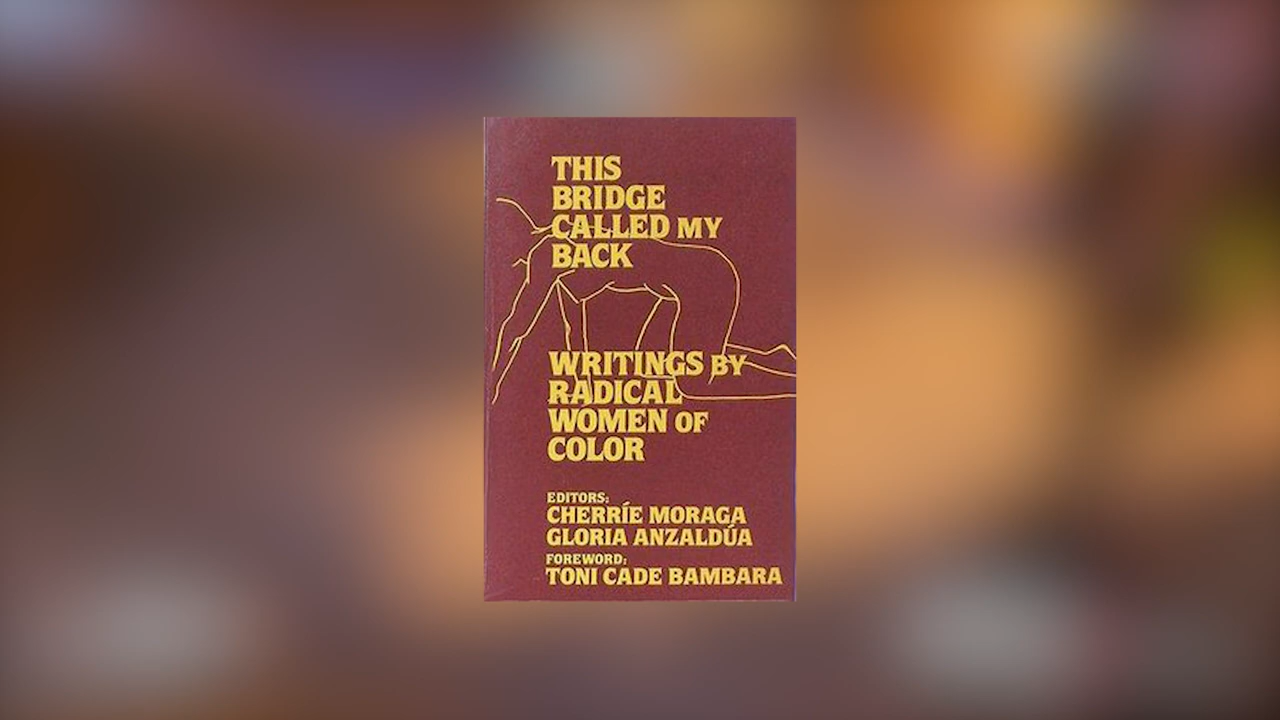 THIS
BRIDGE
CALLED MY
BACK
WRITINGS BY
RADICAL
WOMEN OF
COLOR
EDITORS:
CHERRÍE MORAGA
GLORIA ANZALDÚA
FOREWORD:
TONI CADE BAMBARA